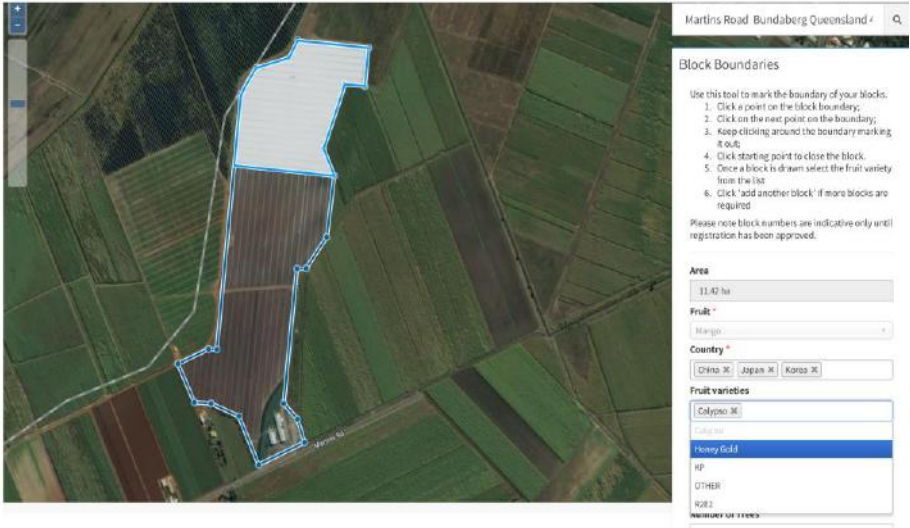 +
−
Martins Road Bundaberg Queensland 4
Block Boundaries
Use this tool to mark the boundary of your blocks.
1. Click a point on the block boundary;
2. Click on the next point on the boundary;
3. Keep clicking around the boundary marking
it out;
4. Click starting point to close the block.
5. Once a block is drawn select the fruit variety
from the list
6. Click 'add another block' if more blocks are
required
Please note block numbers are indicative only until
registration has been approved.
Area
11.42 ha
Fruit *
Mango
Country *
China × Japan × Korea ×
Fruit varieties
Calypso ×
Calypso
Honey Gold
KP
OTHER
R2E2
Number of Trees
Martins Rd